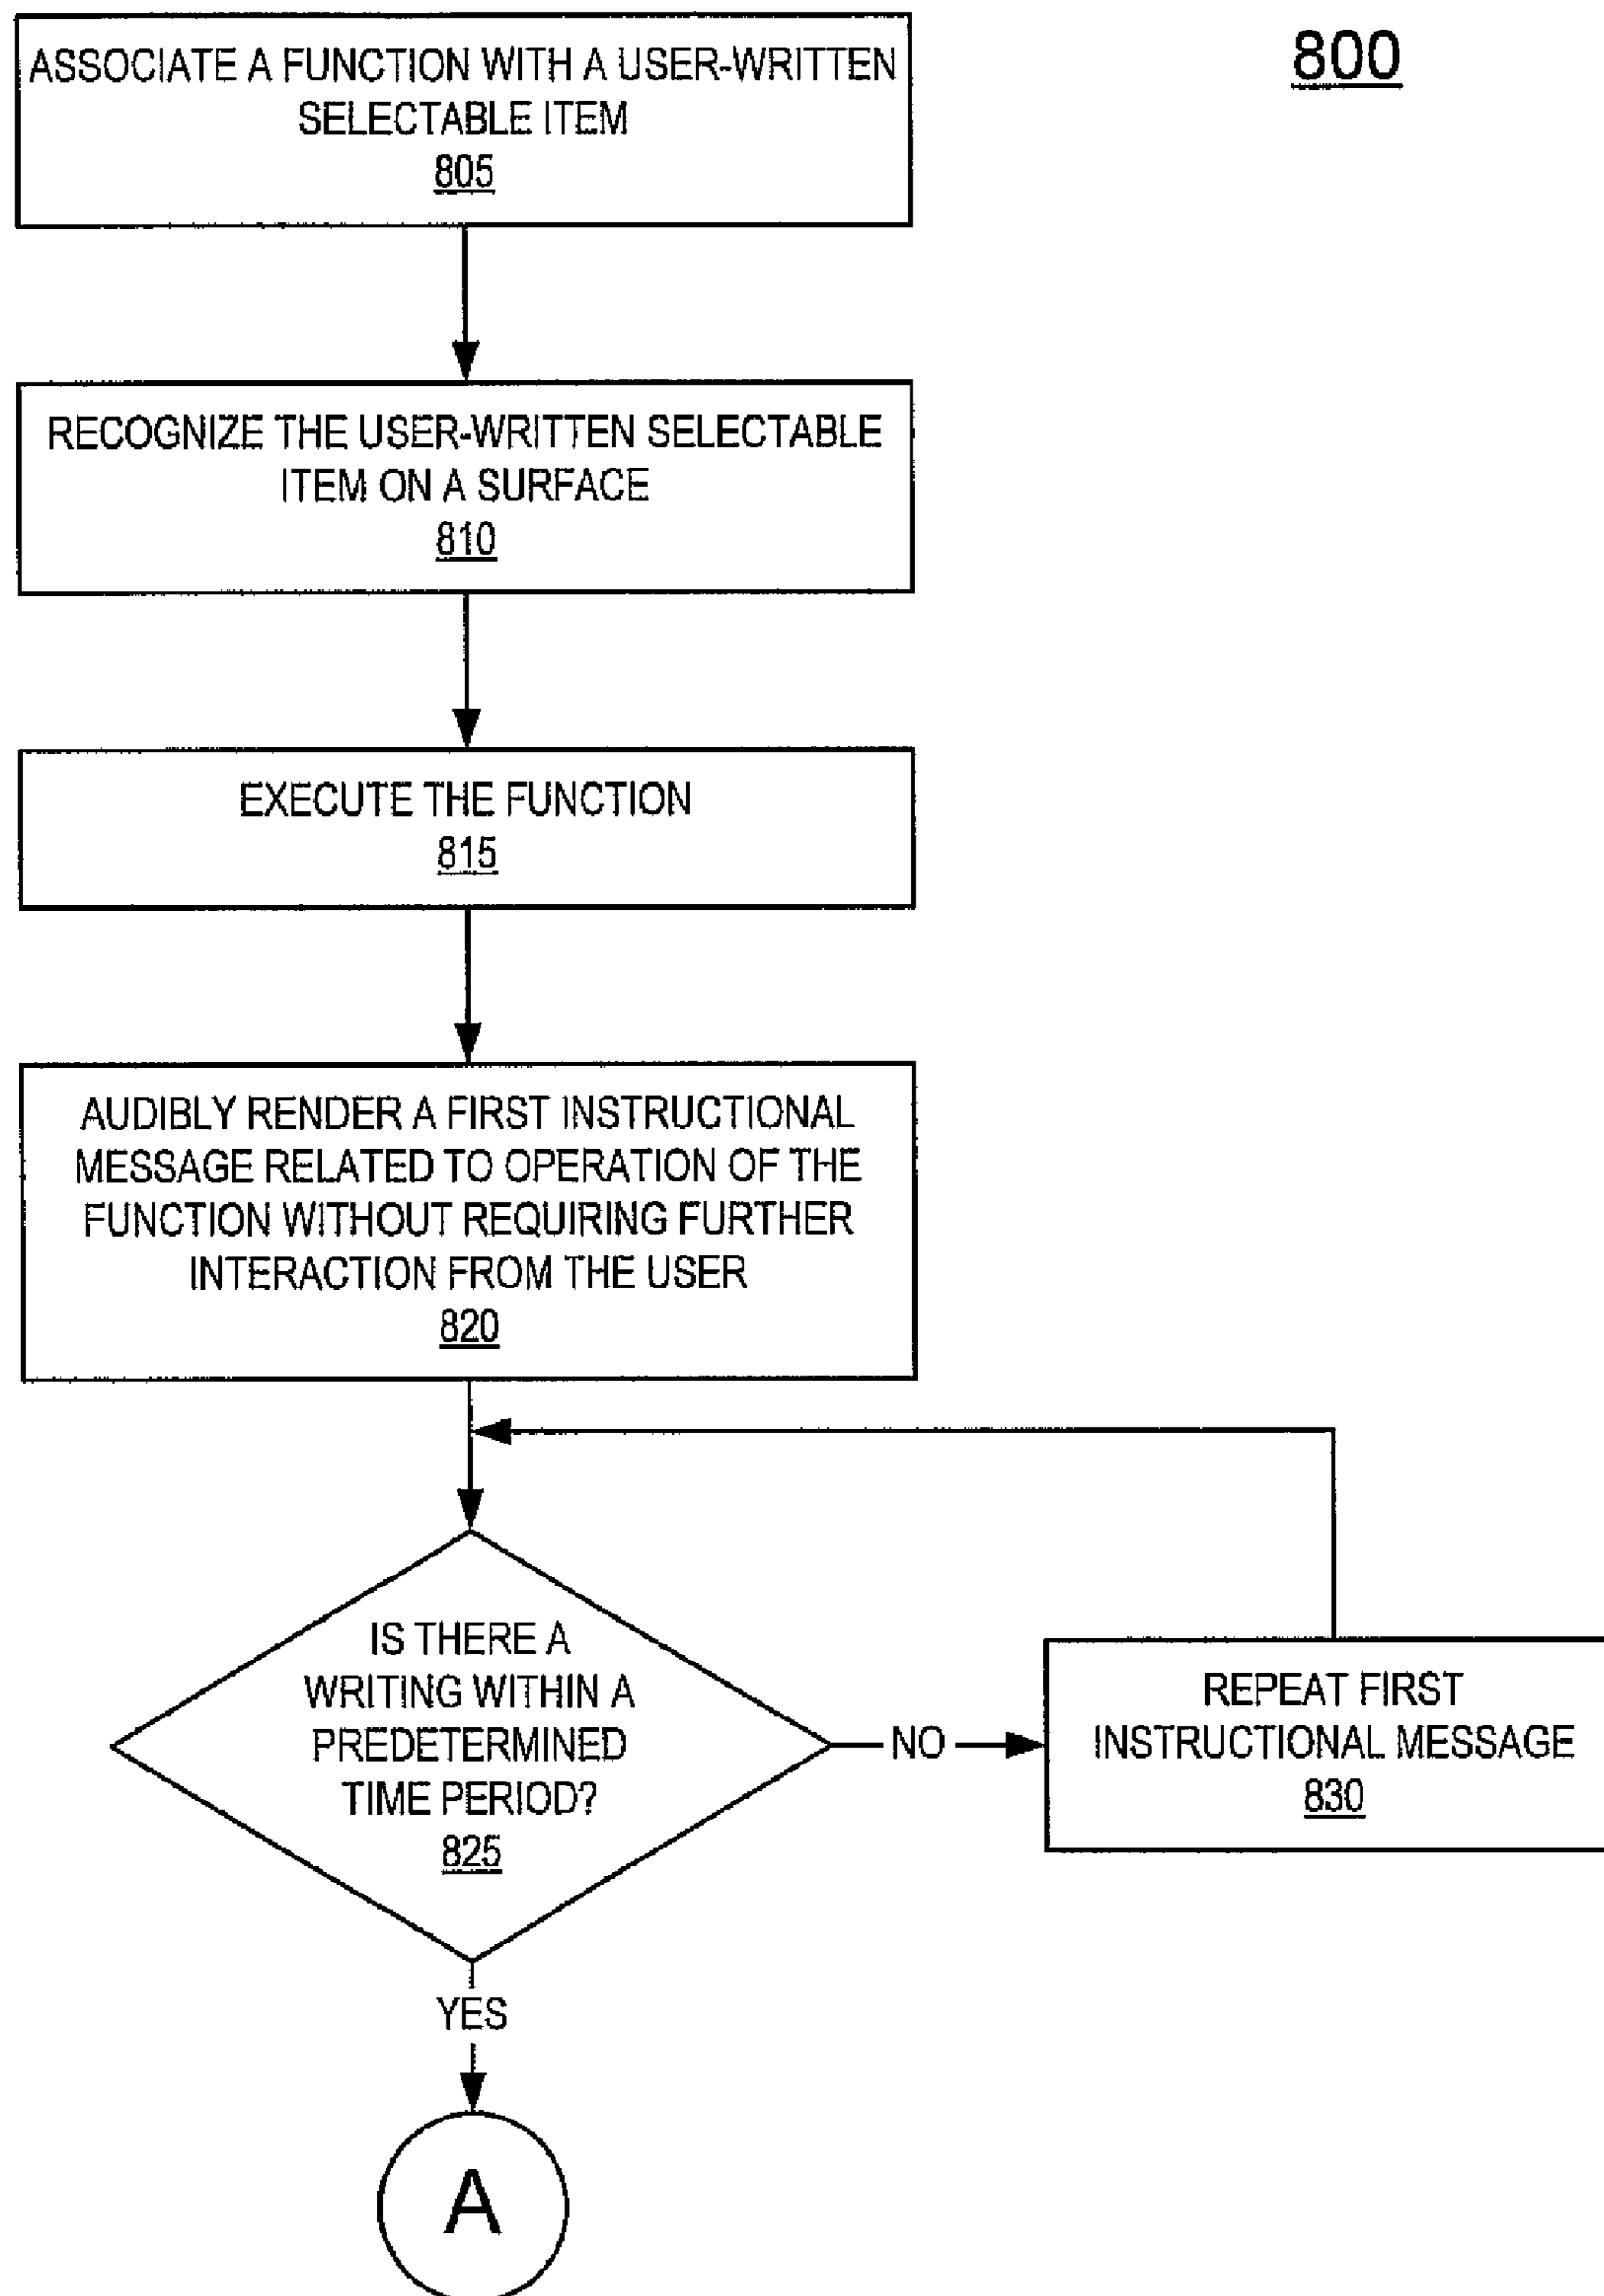 800
ASSOCIATE A FUNCTION WITH A USER-WRITTEN
SELECTABLE ITEM
805
RECOGNIZE THE USER-WRITTEN SELECTABLE
ITEM ON A SURFACE
810
EXECUTE THE FUNCTION
815
AUDIBLY RENDER A FIRST INSTRUCTIONAL
MESSAGE RELATED TO OPERATION OF THE
FUNCTION WITHOUT REQUIRING FURTHER
INTERACTION FROM THE USER
820
IS THERE A
WRITING WITHIN A
PREDETERMINED
TIME PERIOD?
825
NO
REPEAT FIRST
INSTRUCTIONAL MESSAGE
830
YES
A